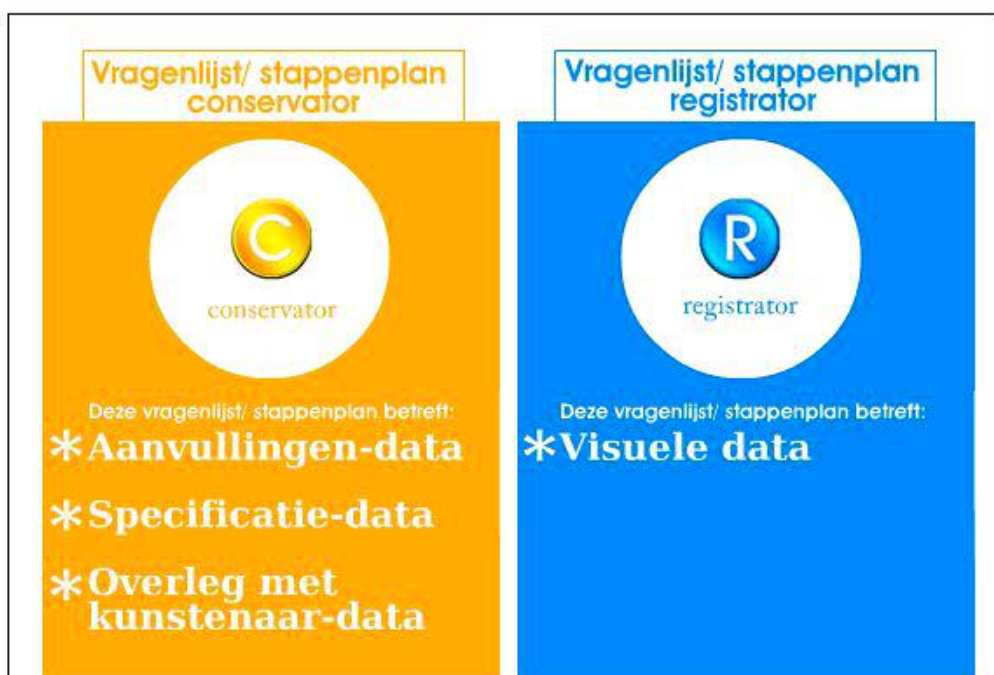 Vragenlijst/ stappenplan
conservator
C
conservator
Deze vragenlijst/ stappenplan betreft:
*Aanvullingen-data
*Specificatie-data
*Overleg met
kunstenaar-data
Vragenlijst/ stappenplan
registrator
R
registrator
Deze vragenlijst/ stappenplan betreft:
*Visuele data